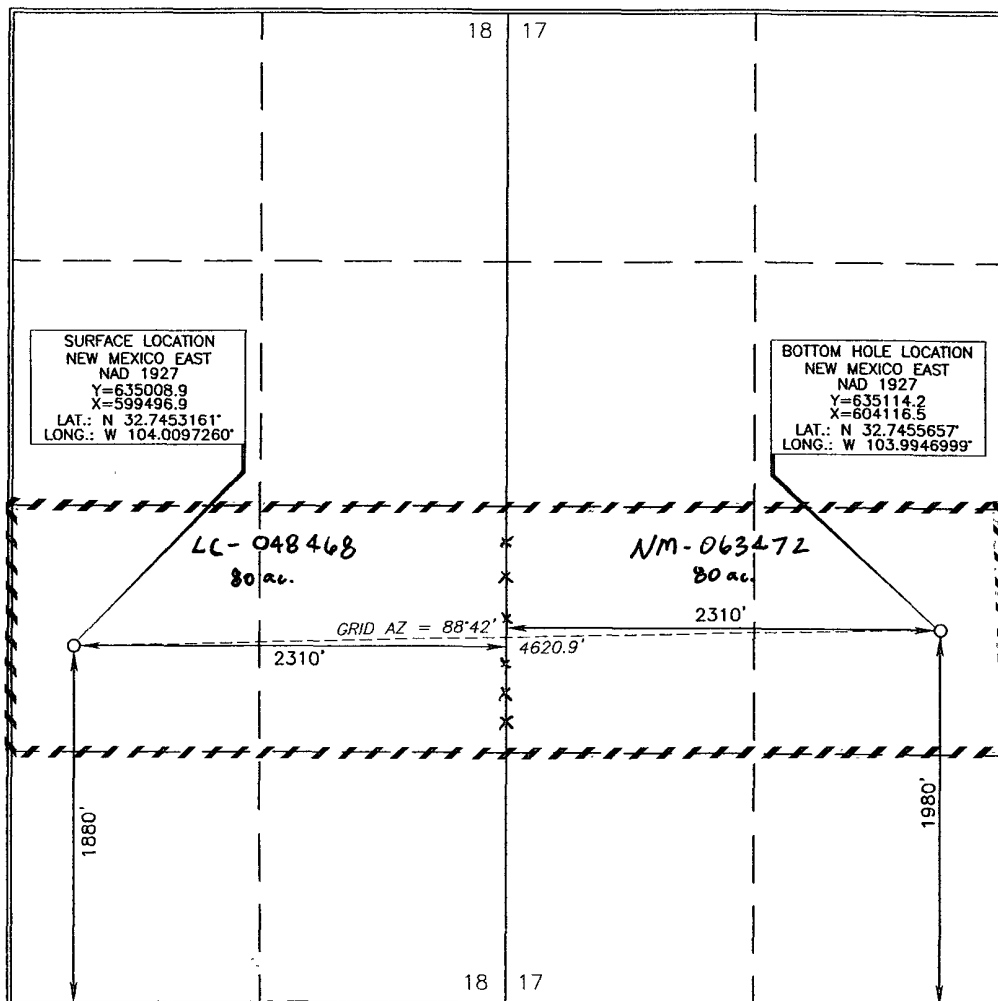 18 17
SURFACE LOCATION
NEW MEXICO EAST
NAD 1927
Y=635008.9
X=599496.9
LAT.: N 32.7453161°
LONG.: W 104.0097260°
BOTTOM HOLE LOCATION
NEW MEXICO EAST
NAD 1927
Y=635114.2
X=604116.5
LAT.: N 32.7455657°
LONG.: W 103.9946999°
LC-048468
80 ac.
NM-063472
80 ac.
GRID AZ = 88°42'
2310'
2310'
4620.9'
1880'
1980'
18 17